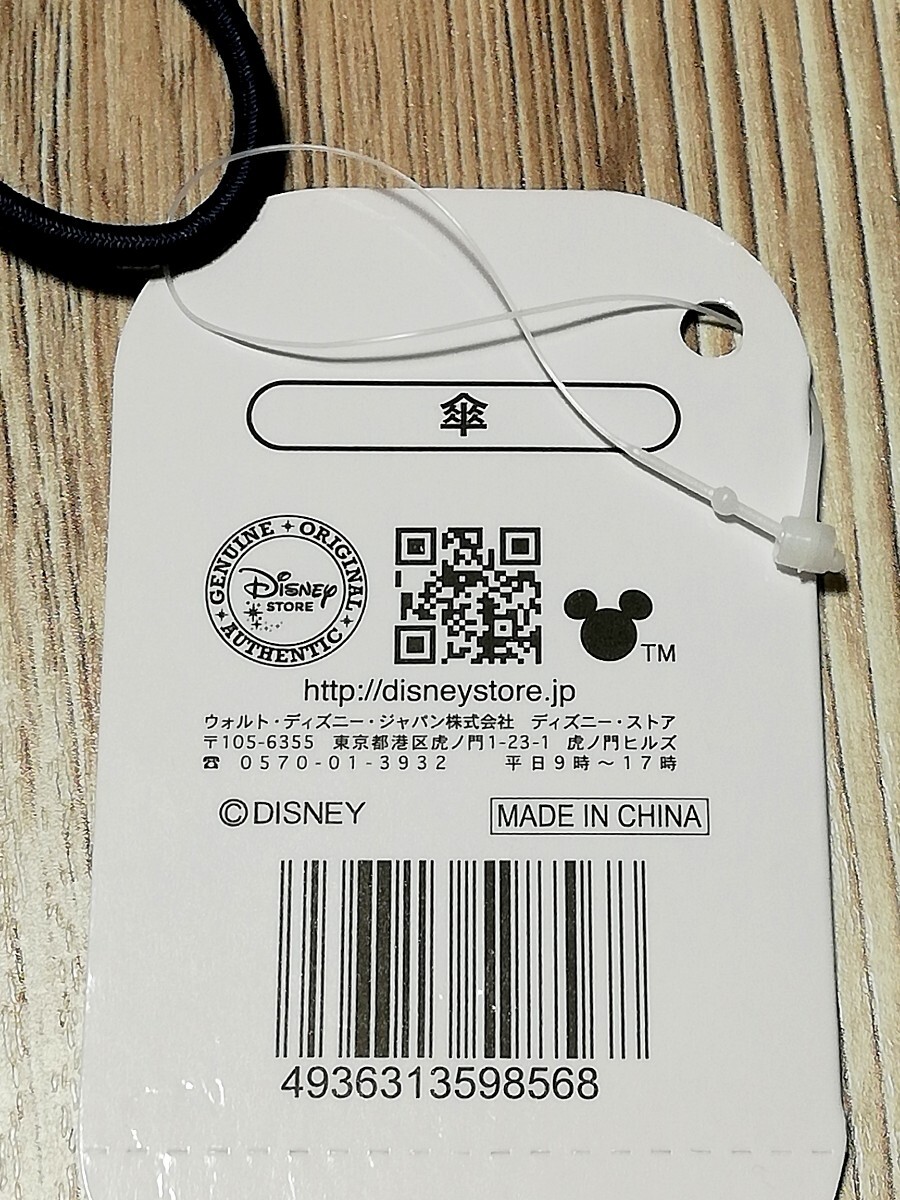 傘
GENUINE ✦ ORIGINAL ✦ AUTHENTIC ✦
Disney
STORE
TM
http://disneystore.jp
ウォルト・ディズニー・ジャパン株式会社　ディズニー・ストア
〒105-6355　東京都港区虎ノ門1-23-1　虎ノ門ヒルズ
☎ 0570-01-3932　平日9時～17時
©DISNEY
MADE IN CHINA
4936313598568